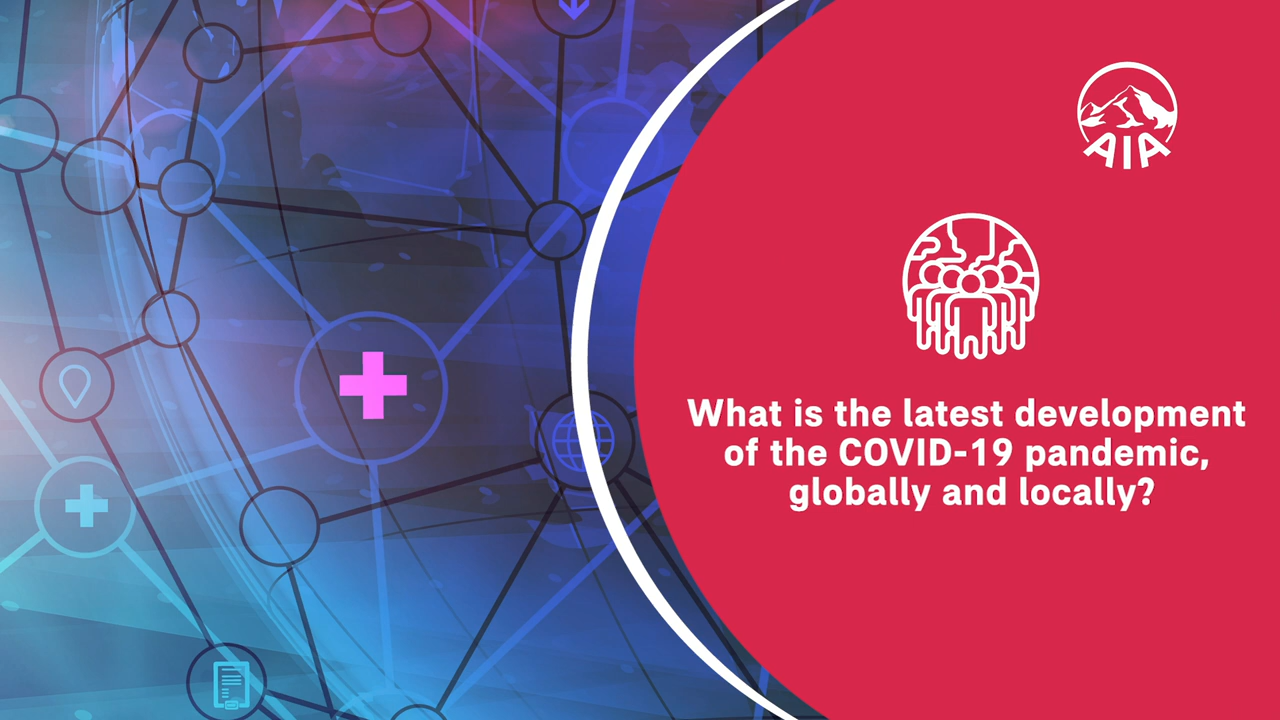 AIA
What is the latest development
of the COVID-19 pandemic,
globally and locally?